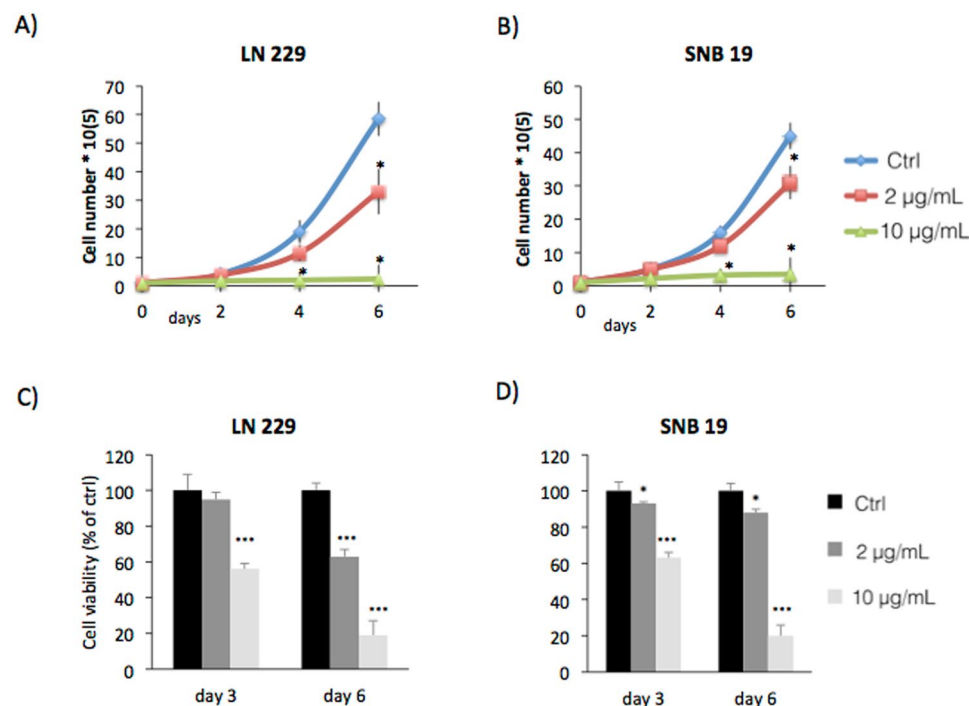 A)
LN 229
Cell number * 10(5)
70
60
50
40
30
20
10
0
*
*
*
0 2 4 6
days
B)
SNB 19
Cell number * 10(5)
60
50
40
30
20
10
0
*
*
*
0 2 4 6
days
Ctrl
2 µg/mL
10 µg/mL
C)
LN 229
Cell viability (% of ctrl)
120
100
80
60
40
20
0
***
***
***
day 3 day 6
D)
SNB 19
120
100
80
60
40
20
0
*
***
*
***
day 3 day 6
Ctrl
2 µg/mL
10 µg/mL